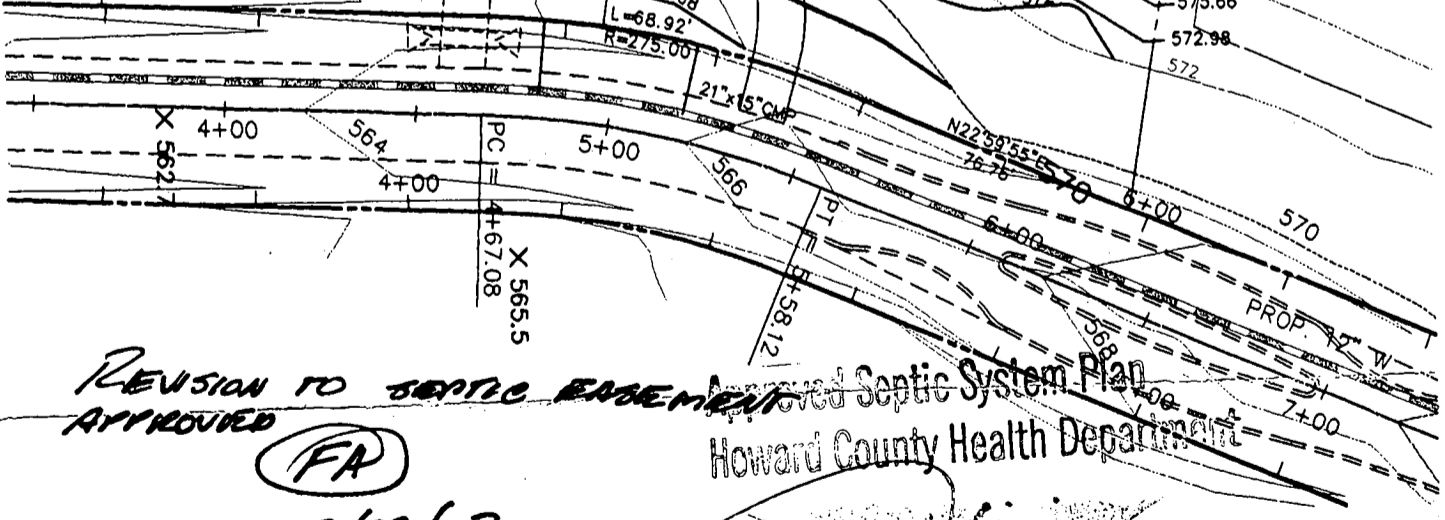 L=68.92'
R=275.00
575.66
572.98
572
21"x15"CMP
4+00
564
5+00
N22°59'55"E
76.76
570
6+00
570
X 562.7
4+00
PC = 4+67.08
566
PT = 5+58.12
6+00
X 565.5
568
PROP. 12" W
7+00
REVISION TO SEPTIC EASEMENT
APPROVED
FA
Approved Septic System Plan
Howard County Health Department